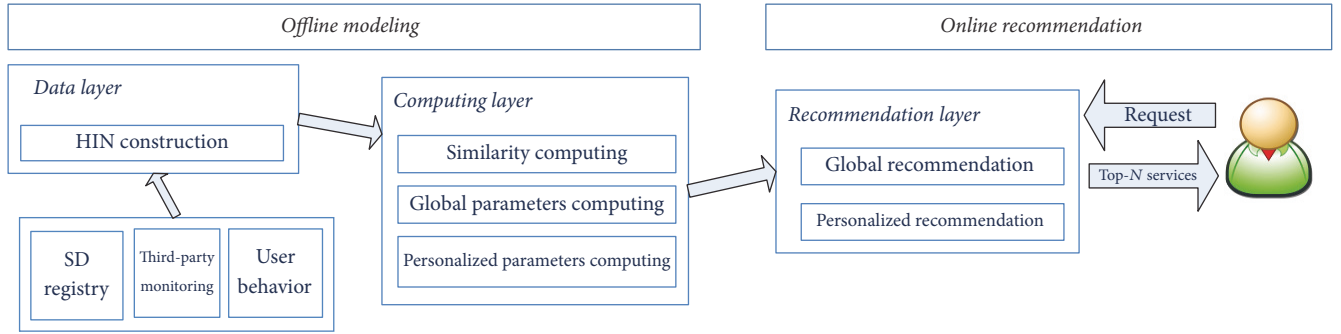 Offline modeling
Online recommendation
Data layer
HIN construction
SD
registry
Third-party
monitoring
User
behavior
Computing layer
Similarity computing
Global parameters computing
Personalized parameters computing
Recommendation layer
Global recommendation
Personalized recommendation
Request
Top-N services